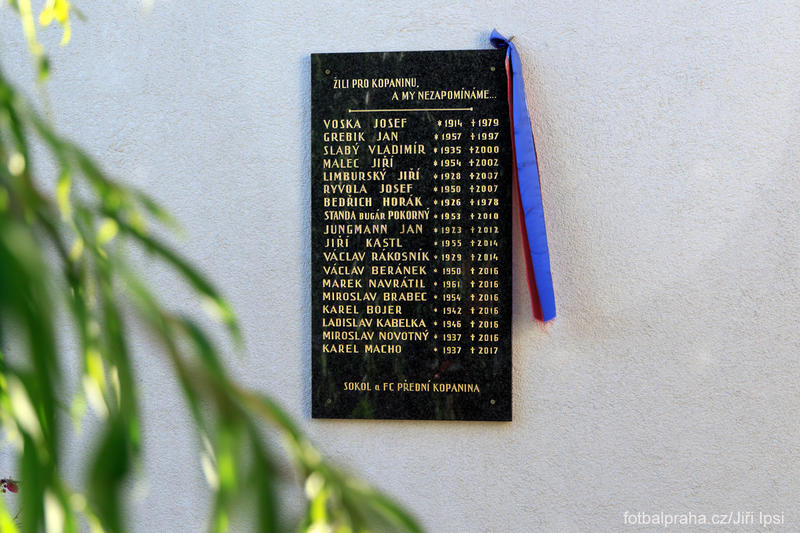 ŽILI PRO KOPANINU,
A MY NEZAPOMÍNÁME...
VOSKA JOSEF * 1914 † 1979
GREBIK JAN * 1957 † 1997
SLABÝ VLADIMÍR * 1935 † 2000
MALEC JIŘÍ * 1954 † 2002
LIMBURSKÝ JIŘÍ * 1928 † 2007
RYVOLA JOSEF * 1950 † 2007
BEDŘICH HORÁK * 1926 † 1978
STANDA BUGÁR POKORNÝ * 1953 † 2010
JUNGMANN JAN * 1923 † 2012
JIŘÍ KASTL * 1955 † 2014
VÁCLAV RÁKOSNÍK * 1929 † 2014
VÁCLAV BERÁNEK * 1950 † 2016
MAREK NAVRÁTIL * 1961 † 2016
MIROSLAV BRABEC * 1954 † 2016
KAREL BOJER * 1942 † 2016
LADISLAV KABELKA * 1946 † 2016
MIROSLAV NOVOTNÝ * 1937 † 2016
KAREL MACHO * 1937 † 2017
SOKOL a FC PŘEDNÍ KOPANINA
fotbalpraha.cz/Jiří Ipsi